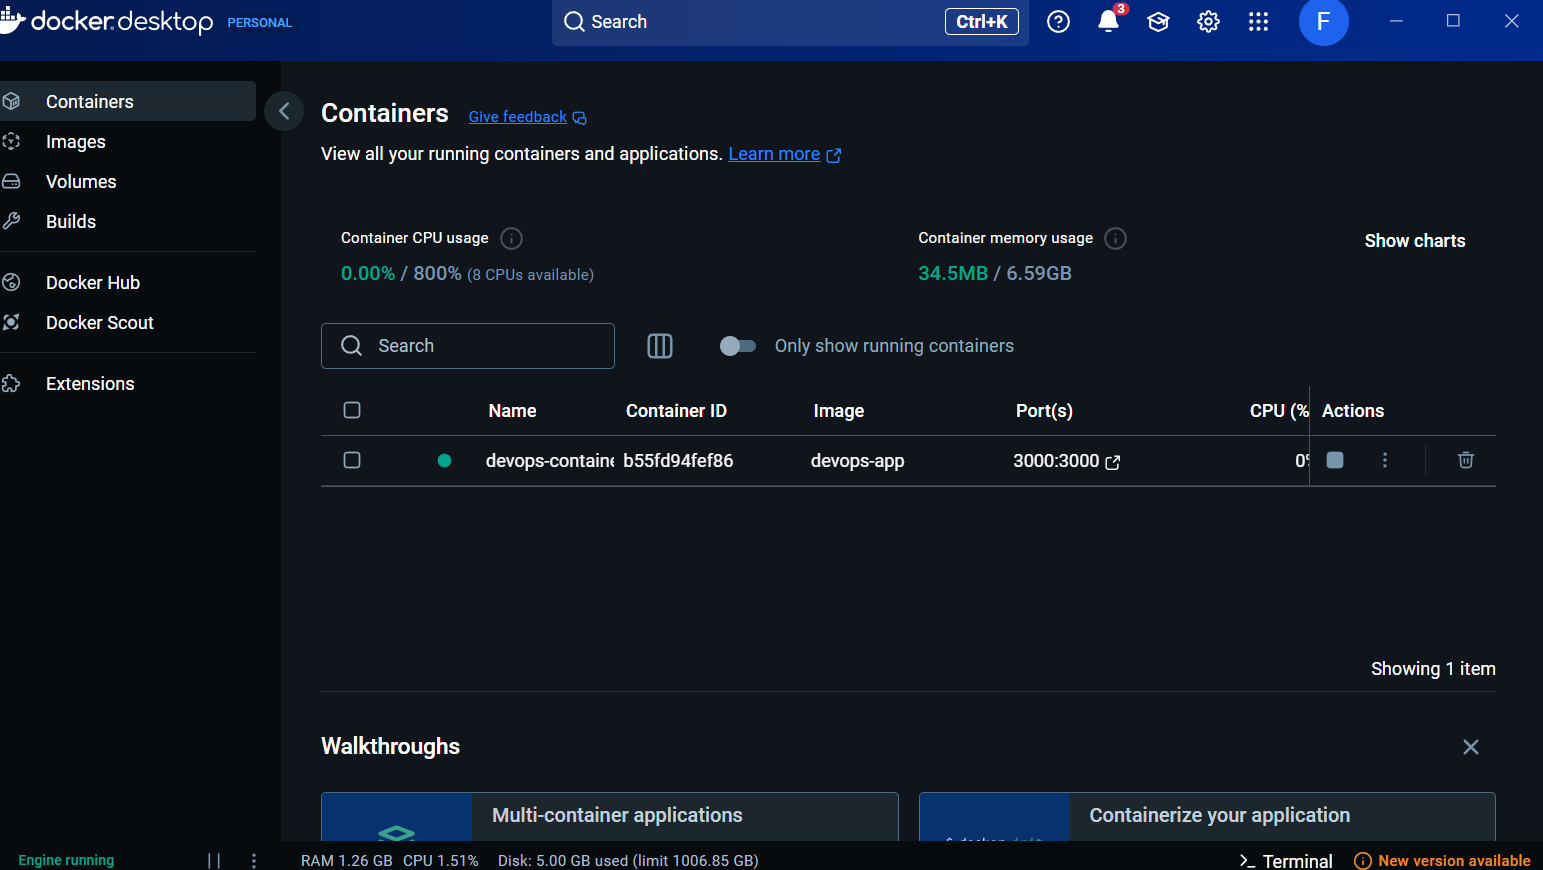 docker.desktop PERSONAL
Search
Ctrl+K
3
F
Containers
Images
Volumes
Builds
Docker Hub
Docker Scout
Extensions
Containers Give feedback
View all your running containers and applications. Learn more
Container CPU usage
0.00% / 800% (8 CPUs available)
Container memory usage
34.5MB / 6.59GB
Show charts
Search
Only show running containers
Name Container ID Image Port(s) CPU (% Actions
devops-containe b55fd94fef86 devops-app 3000:3000 0%
Showing 1 item
Walkthroughs
Multi-container applications
Containerize your application
$ docker init
Engine running
RAM 1.26 GB CPU 1.51% Disk: 5.00 GB used (limit 1006.85 GB)
>_ Terminal
New version available